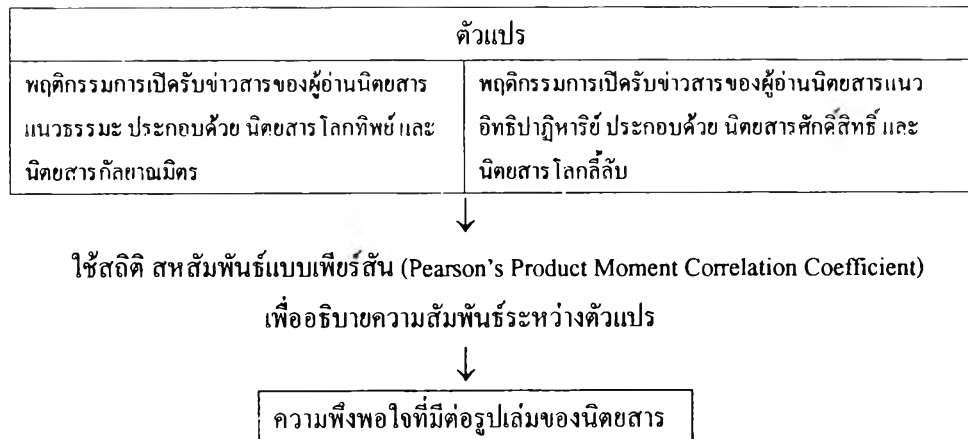 ตัวแปร
พฤติกรรมการเปิดรับข่าวสารของผู้อ่านนิตยสาร
แนวธรรมะ ประกอบด้วย นิตยสารโลกทิพย์ และ
นิตยสารกัลยาณมิตร
พฤติกรรมการเปิดรับข่าวสารของผู้อ่านนิตยสารแนว
อิทธิปาฏิหาริย์ ประกอบด้วย นิตยสารศักดิ์สิทธิ์ และ
นิตยสารโลกลี้ลับ
ใช้สถิติ สหสัมพันธ์แบบเพียร์สัน (Pearson's Product Moment Correlation Coefficient)
เพื่ออธิบายความสัมพันธ์ระหว่างตัวแปร
ความพึงพอใจที่มีต่อรูปเล่มของนิตยสาร